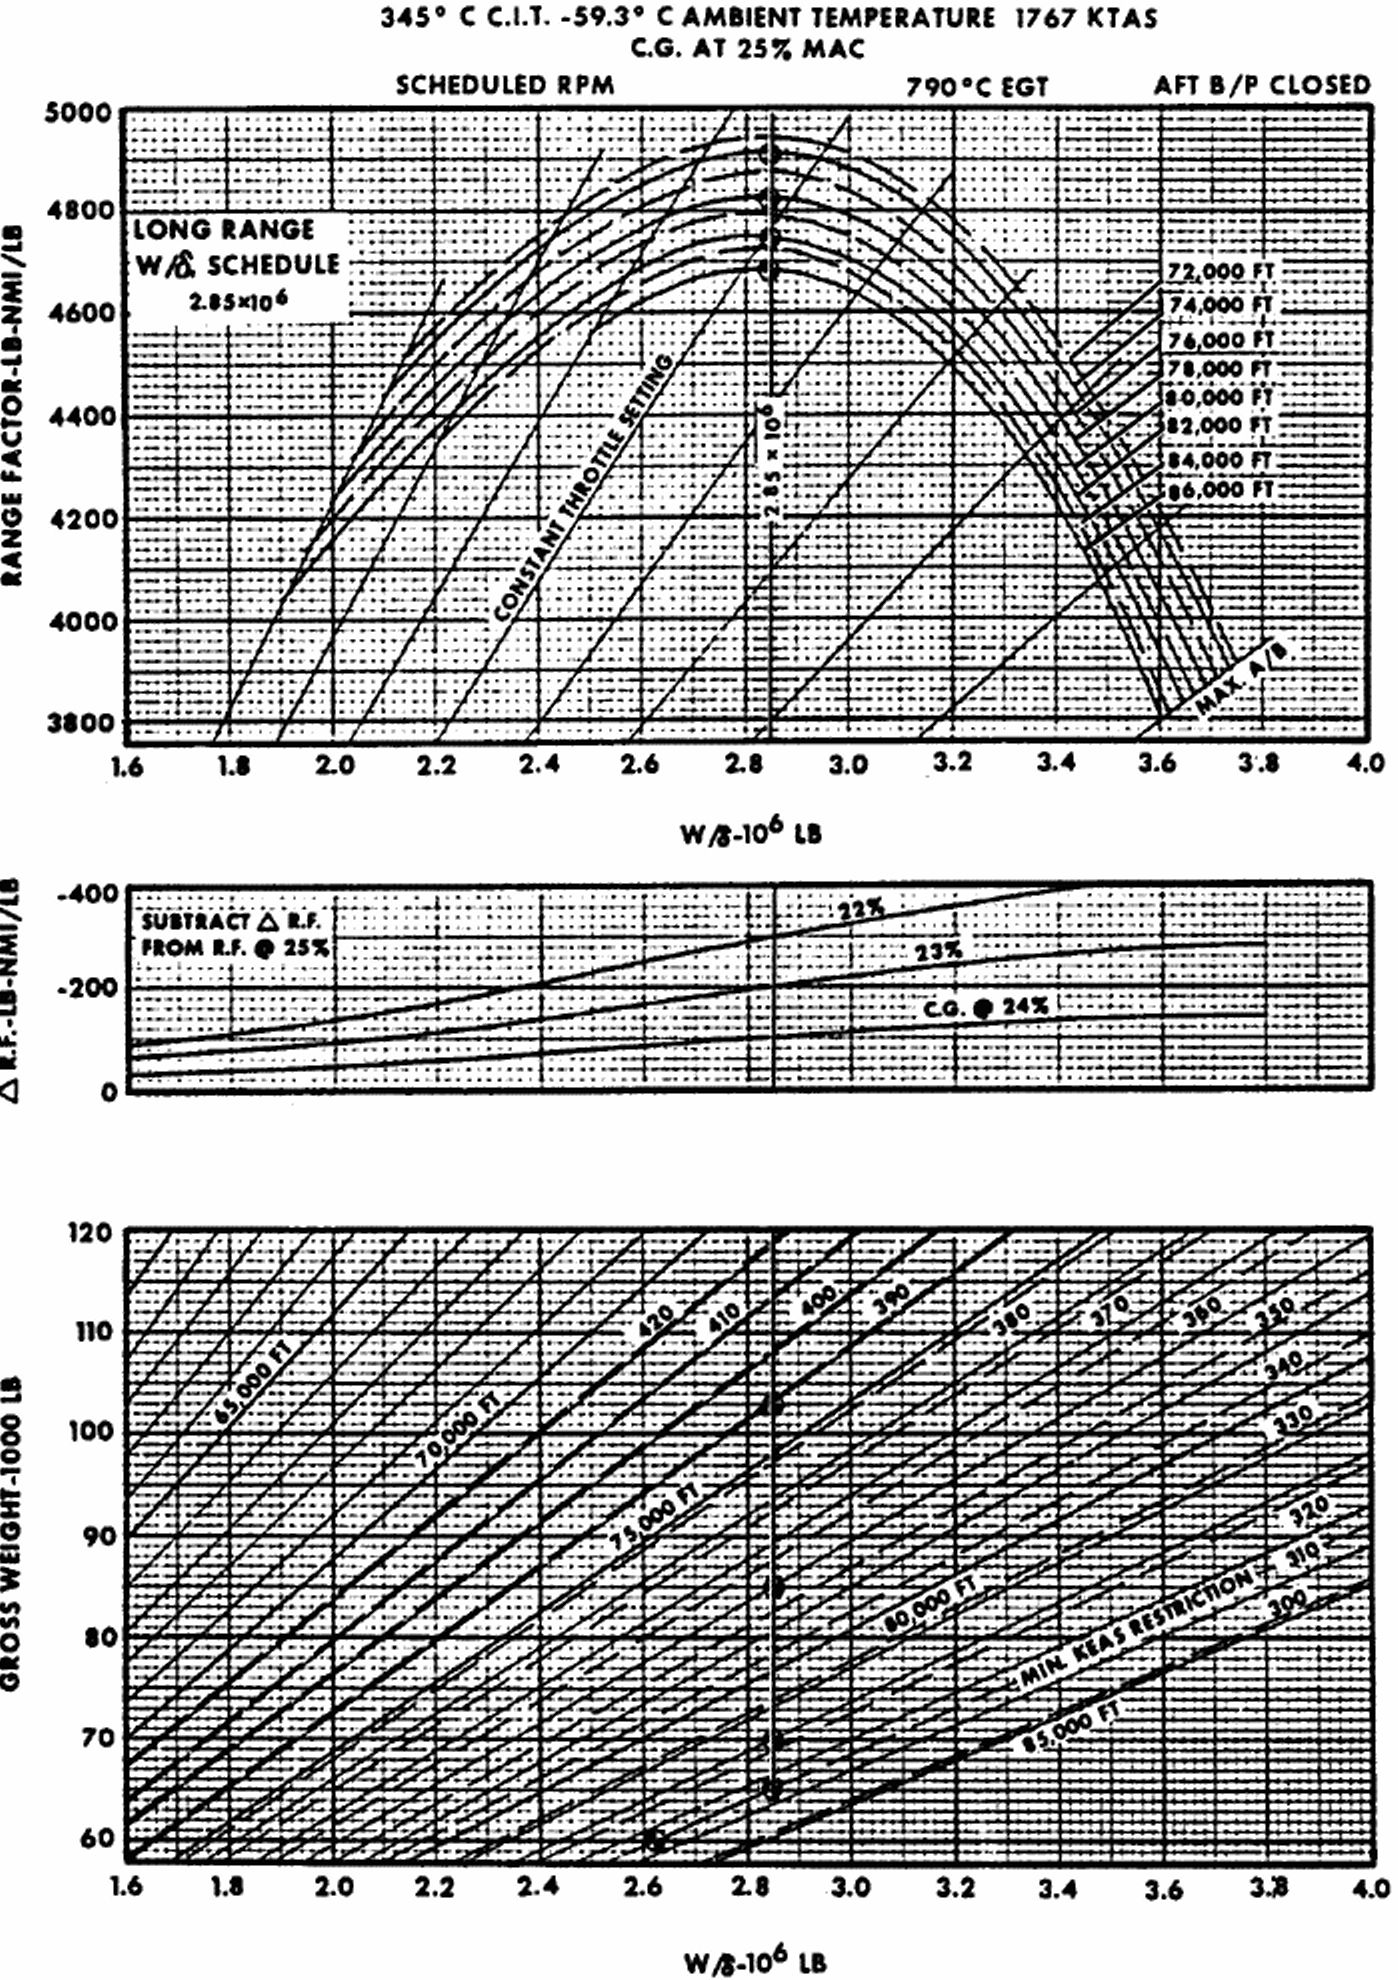 345° C C.I.T. -59.3° C AMBIENT TEMPERATURE 1767 KTAS
C.G. AT 25% MAC
SCHEDULED RPM 790°C EGT AFT B/P CLOSED
5000
4800
4600
4400
4200
4000
3800
RANGE FACTOR-LB-NMI/LB
LONG RANGE
W/δ SCHEDULE
2.85×10⁶
CONSTANT THROTTLE SETTING
2.85 × 10⁶
72,000 FT
74,000 FT
76,000 FT
78,000 FT
80,000 FT
82,000 FT
84,000 FT
86,000 FT
MAX. A/B
1.6 1.8 2.0 2.2 2.4 2.6 2.8 3.0 3.2 3.4 3.6 3.8 4.0
W/δ-10⁶ LB
-400
-200
0
△ R.F.-LB-NMI/LB
SUBTRACT △ R.F.
FROM R.F. @ 25%
22%
23%
C.G. @ 24%
120
110
100
90
80
70
60
GROSS WEIGHT-1000 LB
420
410
400
390
380
370
360
350
340
330
320
310
300
65,000 FT
70,000 FT
75,000 FT
80,000 FT
MIN. KEAS RESTRICTION
85,000 FT
1.6 1.8 2.0 2.2 2.4 2.6 2.8 3.0 3.2 3.4 3.6 3.8 4.0
W/δ-10⁶ LB